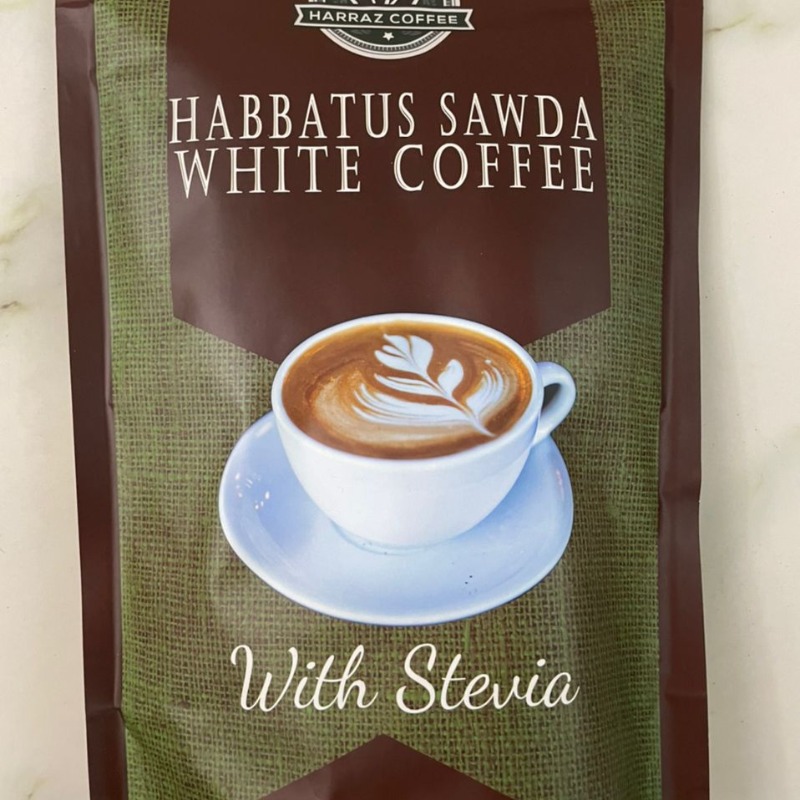 HARRAZ COFFEE
HABBATUS SAWDA
WHITE COFFEE
With Stevia